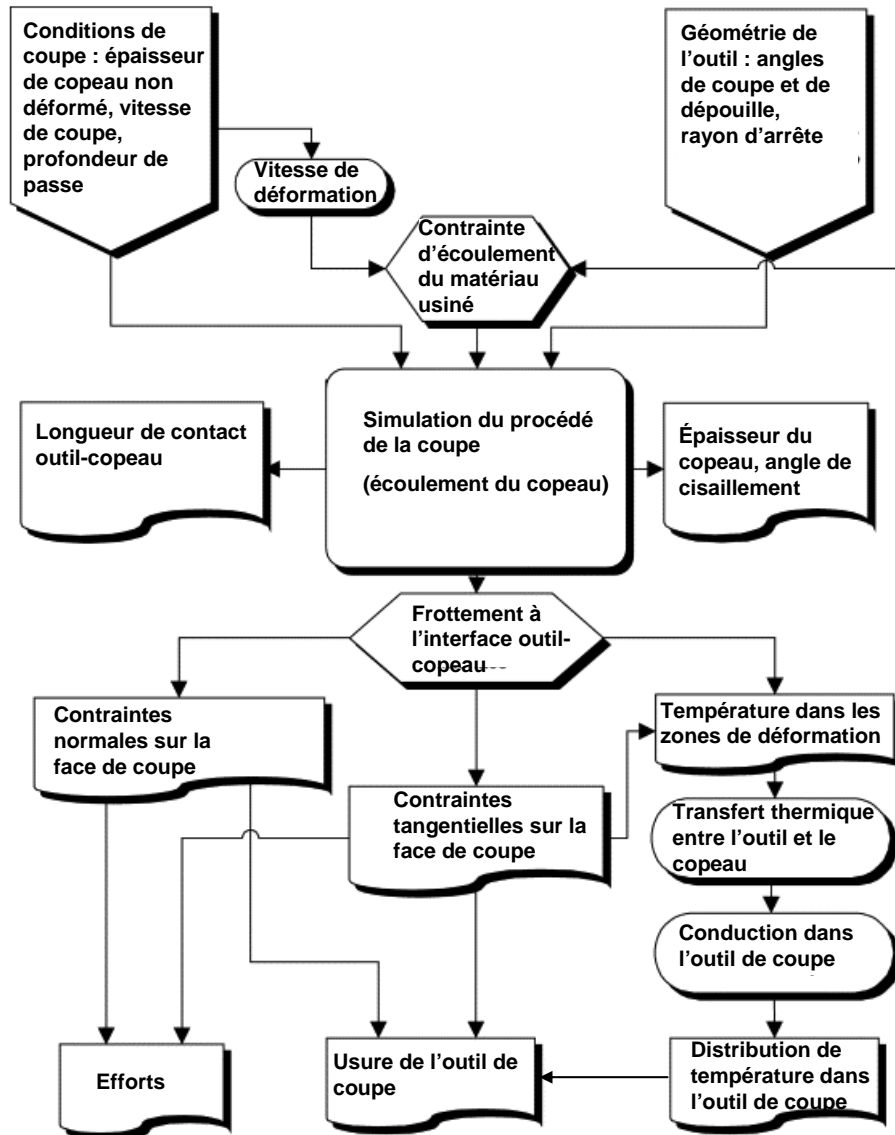 Conditions de
coupe : épaisseur
de copeau non
déformé, vitesse
de coupe,
profondeur de
passe
Géométrie de
l'outil : angles
de coupe et de
dépouille,
rayon d'arrête
Vitesse de
déformation
Contrainte
d'écoulement
du matériau
usiné
Simulation du procédé
de la coupe
(écoulement du copeau)
Longueur de contact
outil-copeau
Épaisseur du
copeau, angle de
cisaillement
Frottement à
l'interface outil-
copeau
Contraintes
normales sur la
face de coupe
Température dans les
zones de déformation
Contraintes
tangentielles sur la
face de coupe
Transfert thermique
entre l'outil et le
copeau
Conduction dans
l'outil de coupe
Efforts
Usure de l'outil de
coupe
Distribution de
température dans
l'outil de coupe